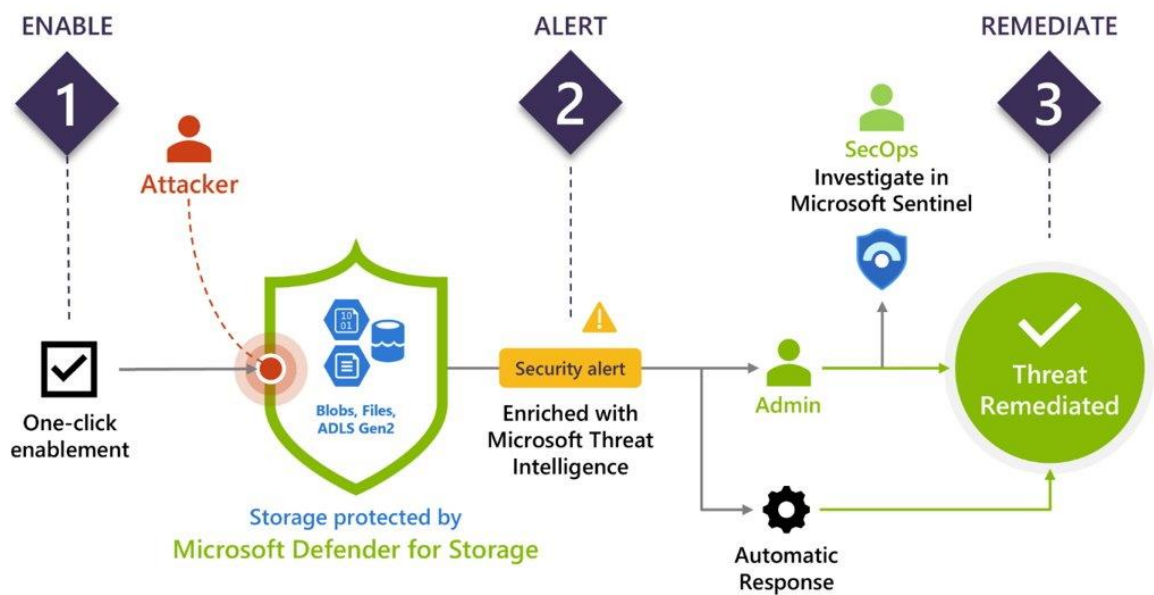 ENABLE
1
Attacker
One-click
enablement
10
01
Blobs, Files,
ADLS Gen2
Storage protected by
Microsoft Defender for Storage
ALERT
2
Security alert
Enriched with
Microsoft Threat
Intelligence
Admin
Automatic
Response
SecOps
Investigate in
Microsoft Sentinel
REMEDIATE
3
Threat
Remediated